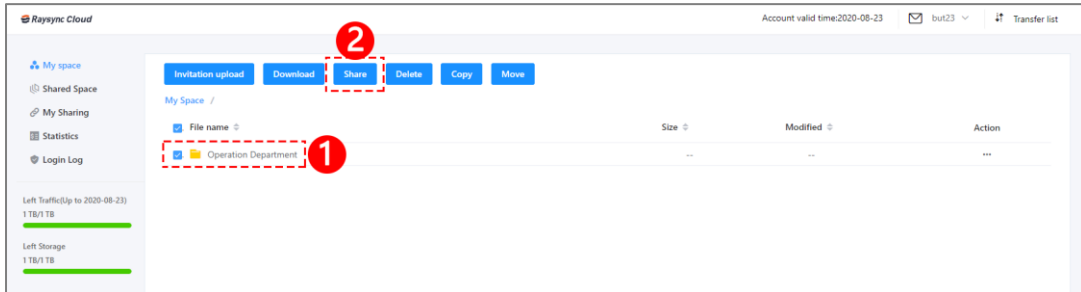 Raysync Cloud
Account valid time:2020-08-23 but23 Transfer list
2
My space
Shared Space
My Sharing
Statistics
Login Log
Left Traffic(Up to 2020-08-23)
1 TB/1 TB
Left Storage
1 TB/1 TB
Invitation upload Download Share Delete Copy Move
My Space /
File name Size Modified Action
Operation Department -- -- ···
1